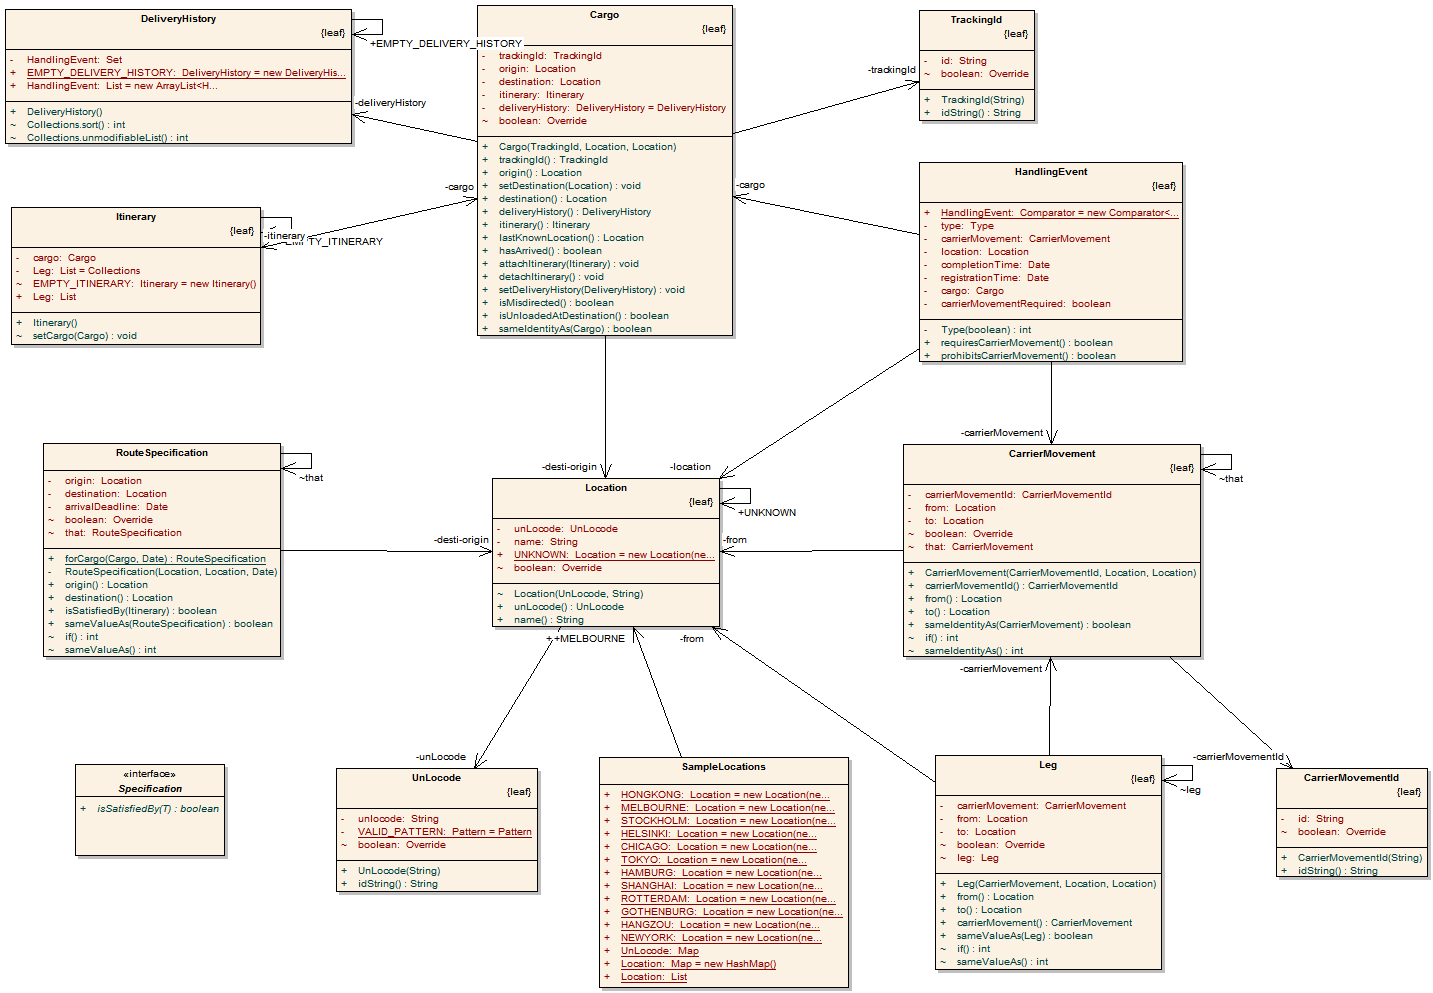 DeliveryHistory
{leaf}
- HandlingEvent: Set
+ EMPTY_DELIVERY_HISTORY: DeliveryHistory = new DeliveryHis...
+ HandlingEvent: List = new ArrayList<H...
+ DeliveryHistory()
~ Collections.sort() : int
~ Collections.unmodifiableList() : int
+EMPTY_DELIVERY_HISTORY
-deliveryHistory
Cargo
{leaf}
- trackingId: TrackingId
- origin: Location
- destination: Location
- itinerary: Itinerary
- deliveryHistory: DeliveryHistory = DeliveryHistory
~ boolean: Override
+ Cargo(TrackingId, Location, Location)
+ trackingId() : TrackingId
+ origin() : Location
+ setDestination(Location) : void
+ destination() : Location
+ deliveryHistory() : DeliveryHistory
+ itinerary() : Itinerary
+ lastKnownLocation() : Location
+ hasArrived() : boolean
+ attachItinerary(Itinerary) : void
+ detachItinerary() : void
+ setDeliveryHistory(DeliveryHistory) : void
+ isMisdirected() : boolean
+ isUnloadedAtDestination() : boolean
+ sameIdentityAs(Cargo) : boolean
-trackingId
TrackingId
{leaf}
- id: String
~ boolean: Override
+ TrackingId(String)
+ idString() : String
-cargo
-cargo
HandlingEvent
{leaf}
+ HandlingEvent: Comparator = new Comparator<...
- type: Type
- carrierMovement: CarrierMovement
- location: Location
- completionTime: Date
- registrationTime: Date
- cargo: Cargo
- carrierMovementRequired: boolean
- Type(boolean) : int
+ requiresCarrierMovement() : boolean
+ prohibitsCarrierMovement() : boolean
Itinerary
{leaf}
- cargo: Cargo
- Leg: List = Collections
~ EMPTY_ITINERARY: Itinerary = new Itinerary()
+ Leg: List
+ Itinerary()
~ setCargo(Cargo) : void
-itinerary
PTY_ITINERARY
-desti-origin
-location
-carrierMovement
RouteSpecification
- origin: Location
- destination: Location
- arrivalDeadline: Date
~ boolean: Override
~ that: RouteSpecification
+ forCargo(Cargo, Date) : RouteSpecification
- RouteSpecification(Location, Location, Date)
+ origin() : Location
+ destination() : Location
+ isSatisfiedBy(Itinerary) : boolean
+ sameValueAs(RouteSpecification) : boolean
~ if() : int
~ sameValueAs() : int
~that
-desti-origin
Location
{leaf}
- unLocode: UnLocode
- name: String
+ UNKNOWN: Location = new Location(ne...
~ boolean: Override
~ Location(UnLocode, String)
+ unLocode() : UnLocode
+ name() : String
+UNKNOWN
-from
CarrierMovement
{leaf}
- carrierMovementId: CarrierMovementId
- from: Location
- to: Location
~ boolean: Override
~ that: CarrierMovement
+ CarrierMovement(CarrierMovementId, Location, Location)
+ carrierMovementId() : CarrierMovementId
+ from() : Location
+ to() : Location
+ sameIdentityAs(CarrierMovement) : boolean
~ if() : int
~ sameIdentityAs() : int
~that
+MELBOURNE
-from
-carrierMovement
«interface»
Specification
+ isSatisfiedBy(T) : boolean
-unLocode
UnLocode
{leaf}
- unlocode: String
- VALID_PATTERN: Pattern = Pattern
~ boolean: Override
+ UnLocode(String)
+ idString() : String
SampleLocations
+ HONGKONG: Location = new Location(ne...
+ MELBOURNE: Location = new Location(ne...
+ STOCKHOLM: Location = new Location(ne...
+ HELSINKI: Location = new Location(ne...
+ CHICAGO: Location = new Location(ne...
+ TOKYO: Location = new Location(ne...
+ HAMBURG: Location = new Location(ne...
+ SHANGHAI: Location = new Location(ne...
+ ROTTERDAM: Location = new Location(ne...
+ GOTHENBURG: Location = new Location(ne...
+ HANGZOU: Location = new Location(ne...
+ NEWYORK: Location = new Location(ne...
+ UnLocode: Map
+ Location: Map = new HashMap()
+ Location: List
Leg
{leaf}
- carrierMovement: CarrierMovement
- from: Location
- to: Location
~ boolean: Override
~ leg: Leg
+ Leg(CarrierMovement, Location, Location)
+ from() : Location
+ to() : Location
+ carrierMovement() : CarrierMovement
+ sameValueAs(Leg) : boolean
~ if() : int
~ sameValueAs() : int
~leg
-carrierMovementId
CarrierMovementId
{leaf}
- id: String
~ boolean: Override
+ CarrierMovementId(String)
+ idString() : String